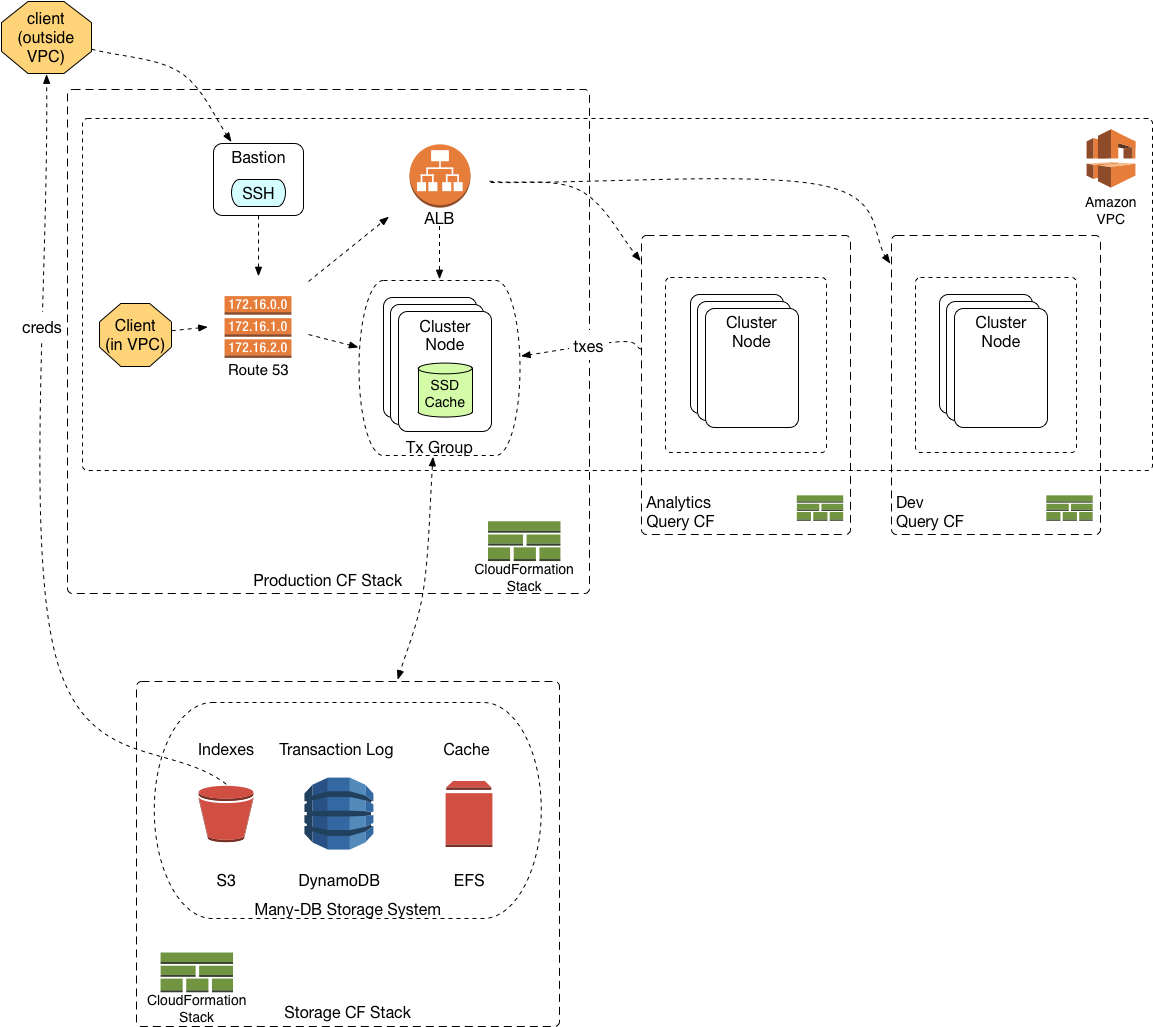 client
(outside
VPC)
Bastion
SSH
ALB
Amazon
VPC
172.16.0.0
172.16.1.0
172.16.2.0
Route 53
Client
(in VPC)
creds
Cluster
Node
SSD
Cache
Tx Group
txes
Cluster
Node
Cluster
Node
Analytics
Query CF
Dev
Query CF
CloudFormation
Stack
Production CF Stack
Indexes
Transaction Log
Cache
S3
DynamoDB
EFS
Many-DB Storage System
CloudFormation
Stack
Storage CF Stack